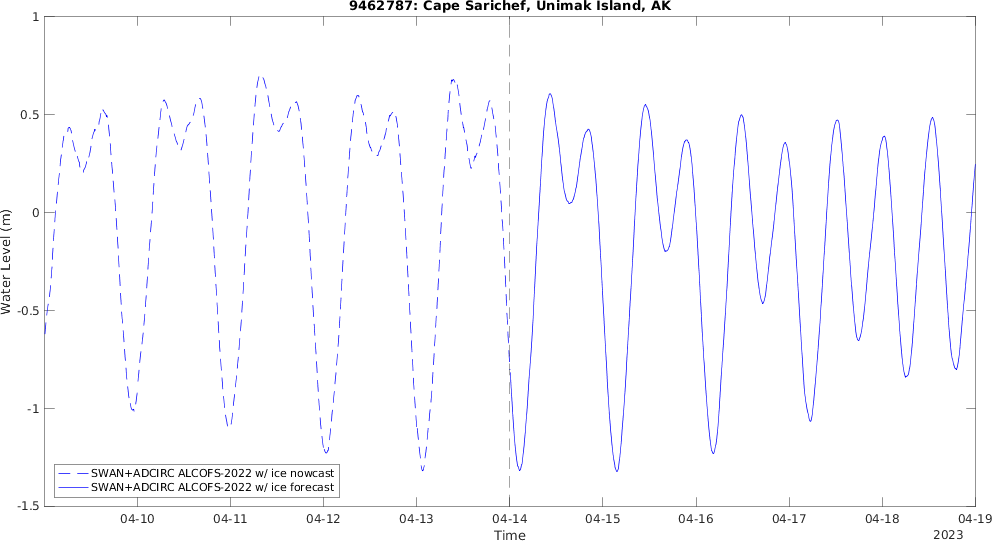 9462787: Cape Sarichef, Unimak Island, AK
1
0.5
0
-0.5
-1
-1.5
Water Level (m)
SWAN+ADCIRC ALCOFS-2022 w/ ice nowcast
SWAN+ADCIRC ALCOFS-2022 w/ ice forecast
04-10 04-11 04-12 04-13 04-14 04-15 04-16 04-17 04-18 04-19
Time
2023